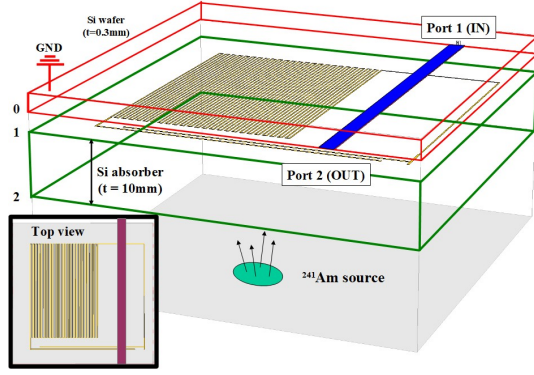 Si wafer
(t=0.3mm)
Port 1 (IN)
GND
0
1
Si absorber
(t = 10mm)
Port 2 (OUT)
2
Top view
²⁴¹Am source